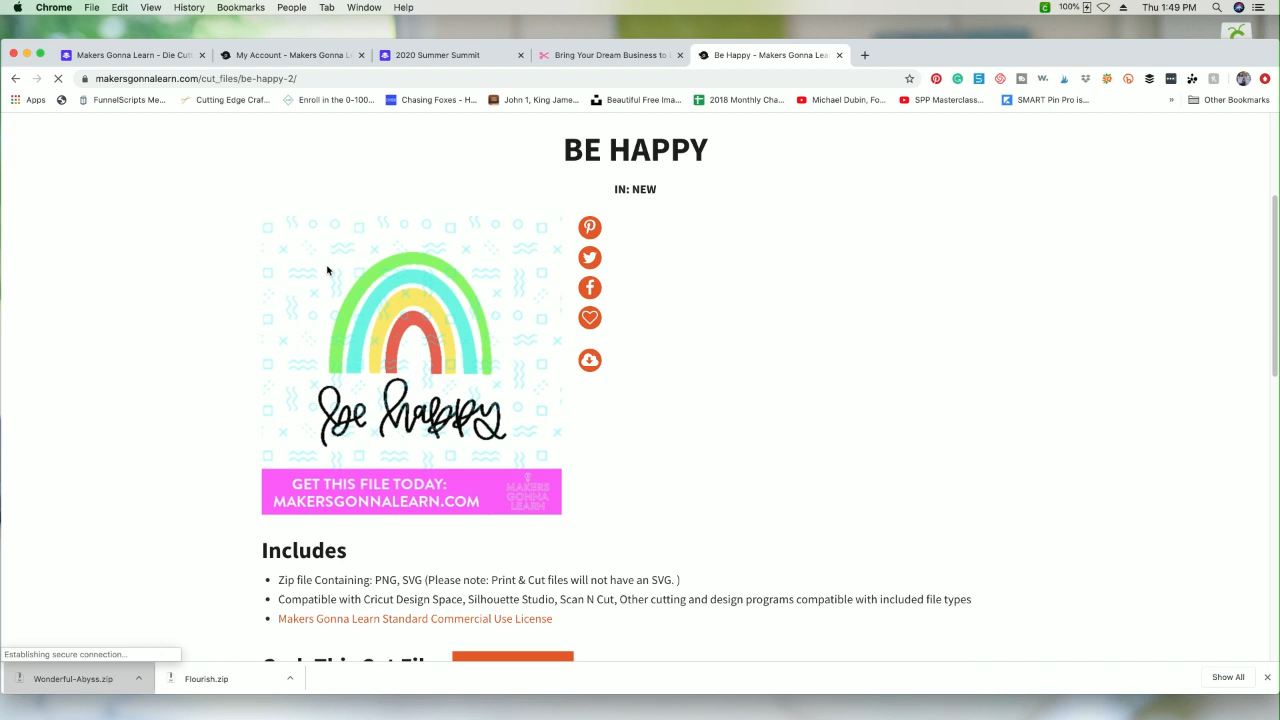 Chrome File Edit View History Bookmarks People Tab Window Help 100% Thu 1:49 PM
Makers Gonna Learn - Die Cutt My Account - Makers Gonna L 2020 Summer Summit Bring Your Dream Business to L Be Happy - Makers Gonna Lea
makersgonnalearn.com/cut_files/be-happy-2/
Apps FunnelScripts Me... Cutting Edge Craf... Enroll in the 0-100... Chasing Foxes - H... John 1, King Jame... Beautiful Free Ima... 2018 Monthly Cha... Michael Dubin, Fo... SPP Masterclass... SMART Pin Pro is... » Other Bookmarks
BE HAPPY
IN: NEW
be happy
GET THIS FILE TODAY:
MAKERSGONNALEARN.COM
MAKERS
GONNA
LEARN
Includes
• Zip file Containing: PNG, SVG (Please note: Print & Cut files will not have an SVG. )
• Compatible with Cricut Design Space, Silhouette Studio, Scan N Cut, Other cutting and design programs compatible with included file types
• Makers Gonna Learn Standard Commercial Use License
Establishing secure connection...
Wonderful-Abyss.zip Flourish.zip Show All